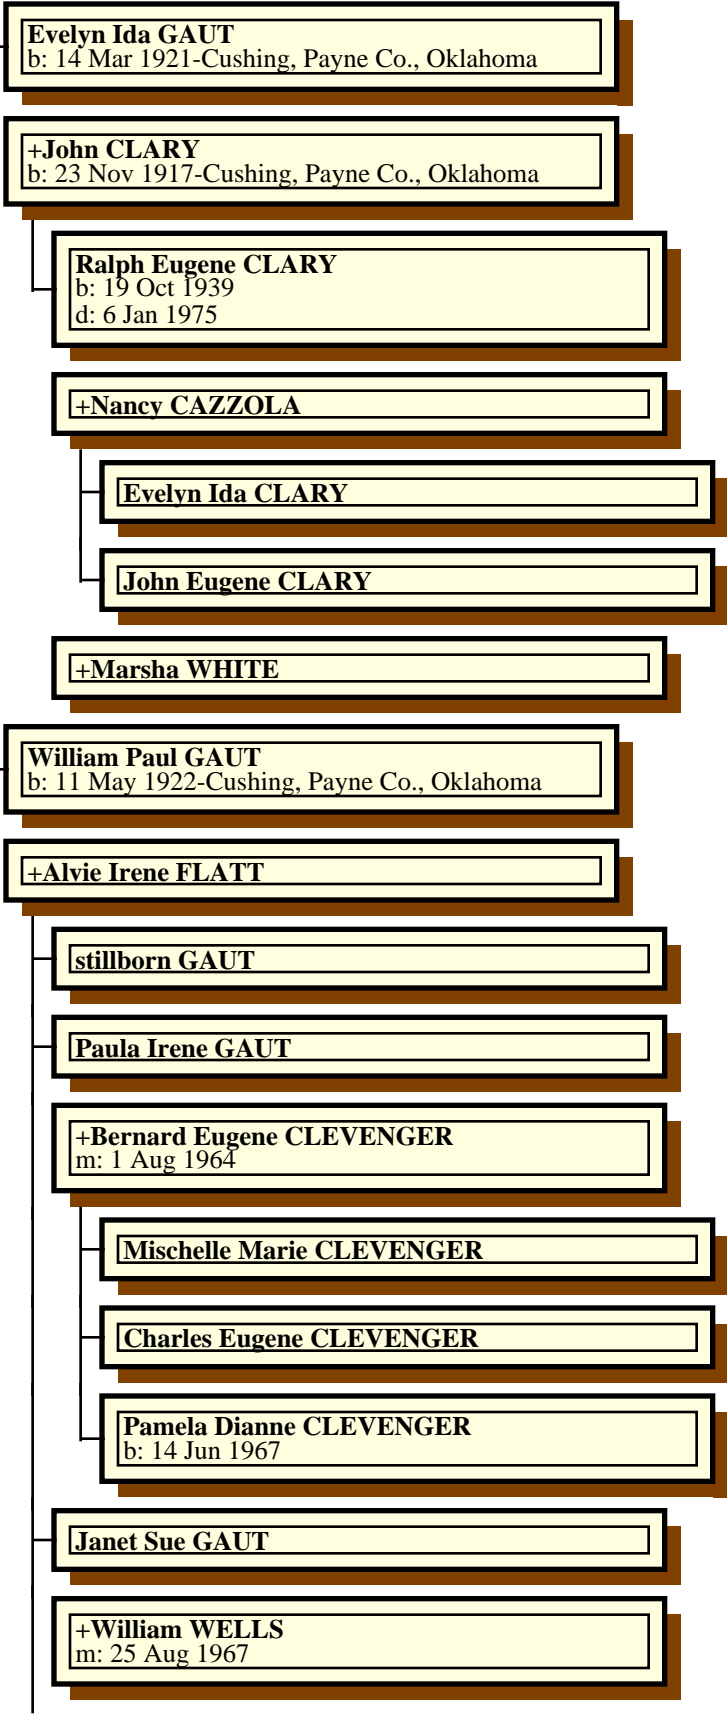 Evelyn Ida GAUT
b: 14 Mar 1921-Cushing, Payne Co., Oklahoma
+John CLARY
b: 23 Nov 1917-Cushing, Payne Co., Oklahoma
Ralph Eugene CLARY
b: 19 Oct 1939
d: 6 Jan 1975
+Nancy CAZZOLA
Evelyn Ida CLARY
John Eugene CLARY
+Marsha WHITE
William Paul GAUT
b: 11 May 1922-Cushing, Payne Co., Oklahoma
+Alvie Irene FLATT
stillborn GAUT
Paula Irene GAUT
+Bernard Eugene CLEVENGER
m: 1 Aug 1964
Mischelle Marie CLEVENGER
Charles Eugene CLEVENGER
Pamela Dianne CLEVENGER
b: 14 Jun 1967
Janet Sue GAUT
+William WELLS
m: 25 Aug 1967